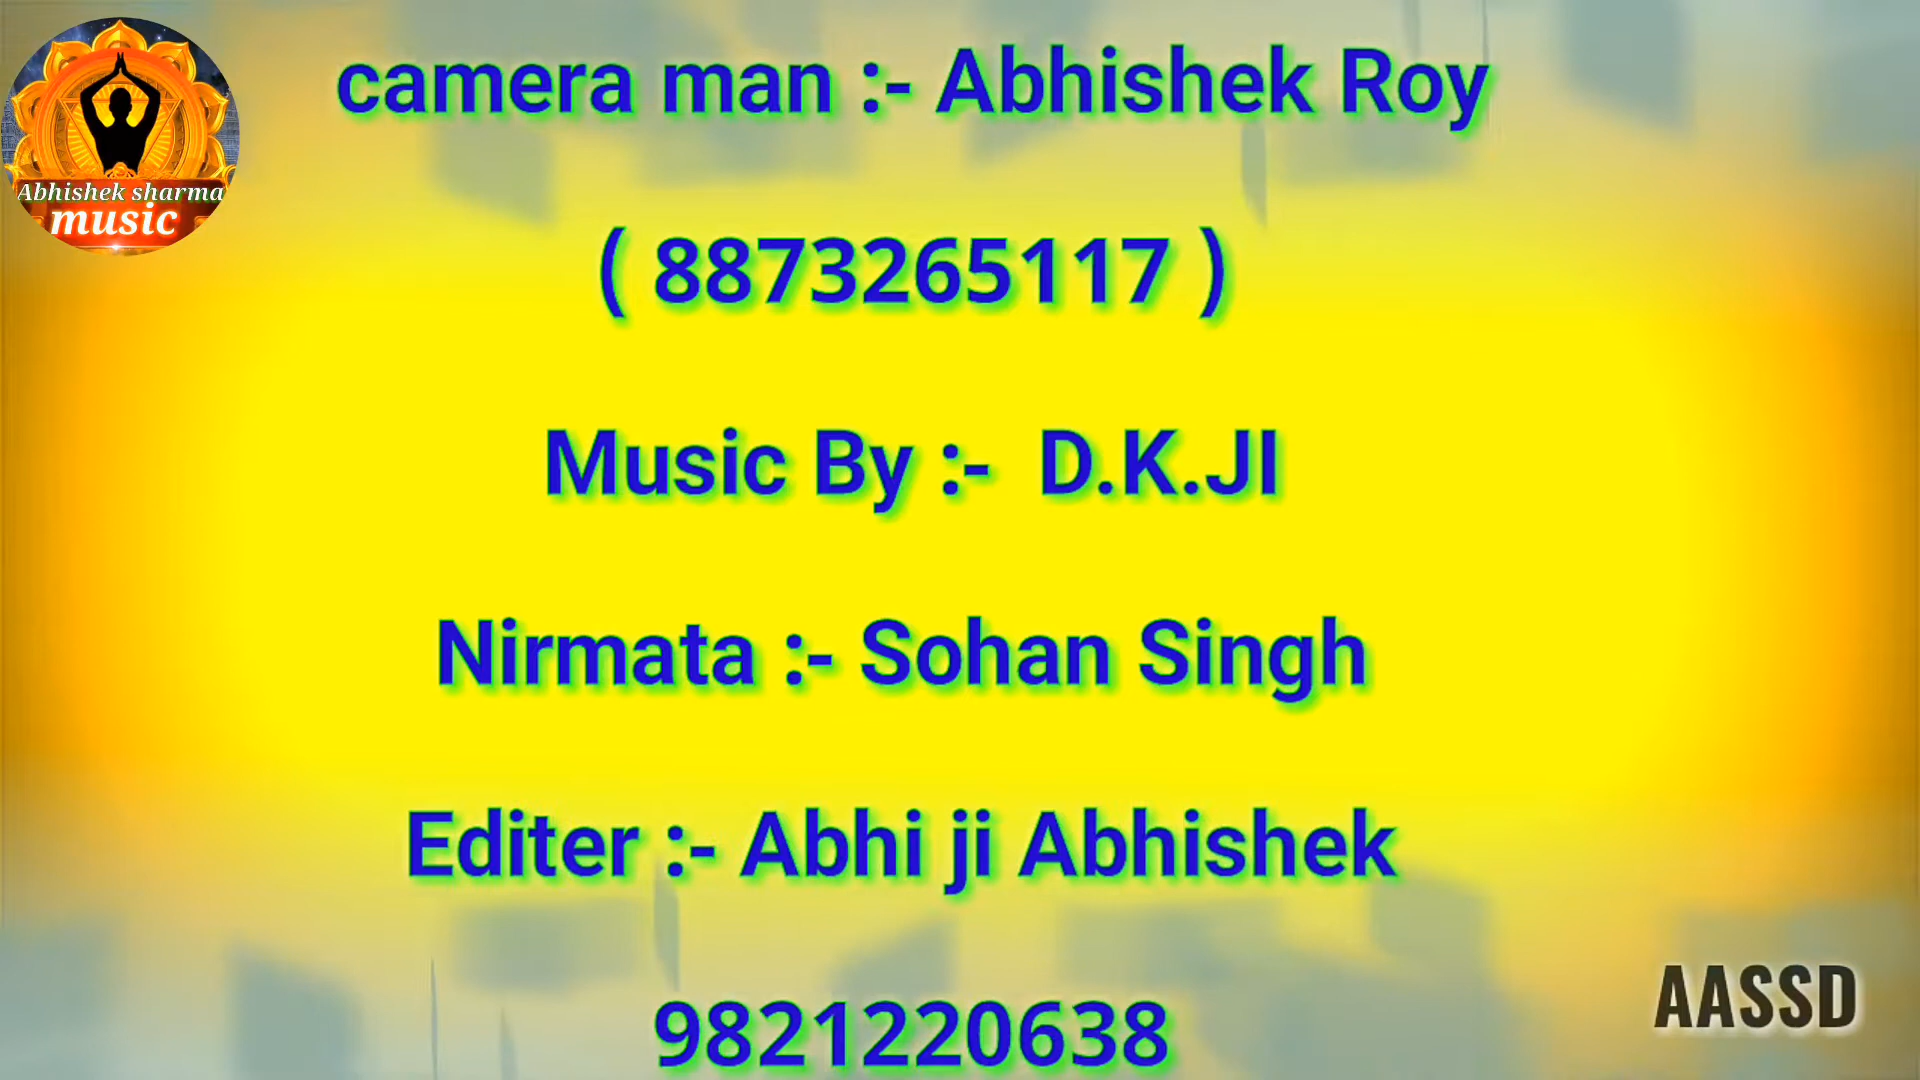 camera man :- Abhishek Roy
Abhishek sharma
music
( 8873265117 )
Music By :- D.K.JI
Nirmata :- Sohan Singh
Editer :- Abhi ji Abhishek
AASSD
9821220638